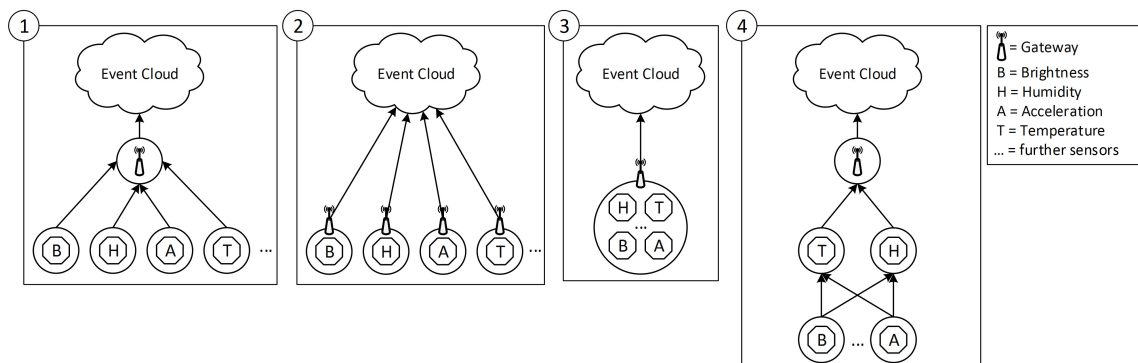 1
Event Cloud
B H A T ...
2
Event Cloud
B H A T ...
3
Event Cloud
H T
...
B A
4
Event Cloud
T H
B ... A
= Gateway
B = Brightness
H = Humidity
A = Acceleration
T = Temperature
... = further sensors